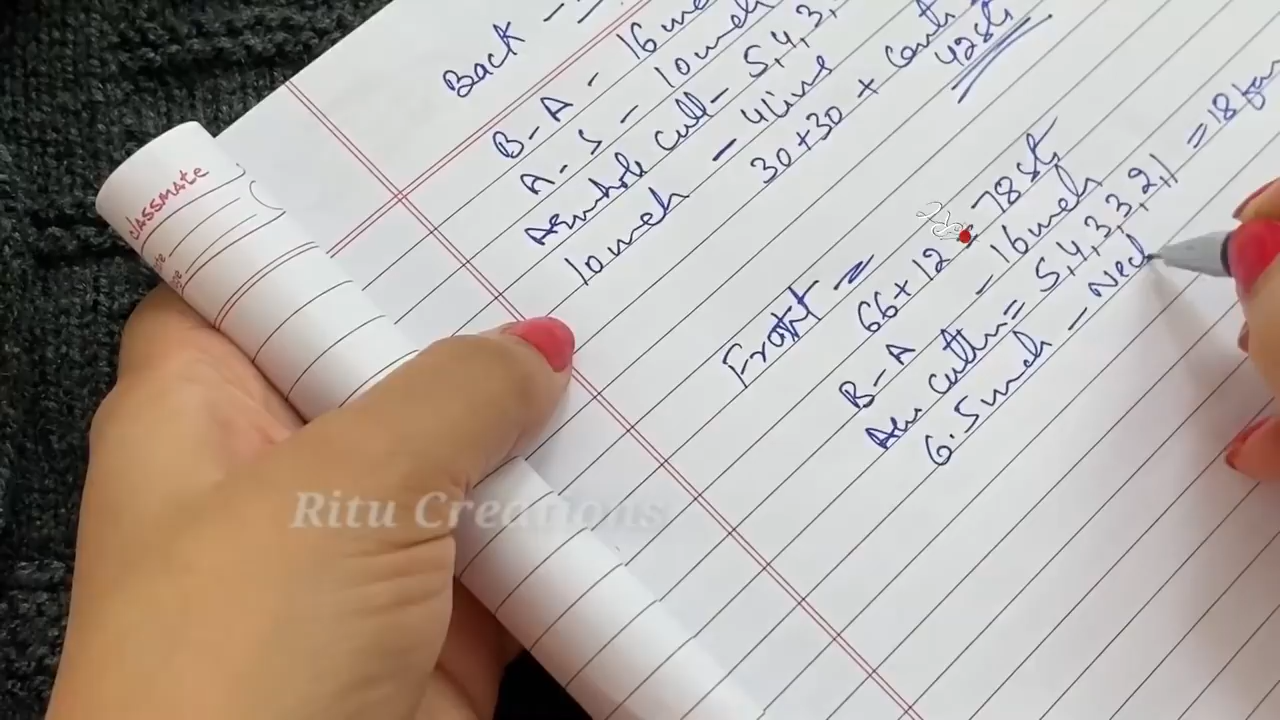 Back -
B-A - 16 inch
A-S - 10 inch
Armhole cutt - 5,4,3,
10 inch - 4 line
30+30 + Centre
42 st
Front =
66+12 = 78 st
B-A - 16 inch
Arm cutting = 5,4,3,3,2,1 = 18
6.5 inch - Neck
classmate
Ritu Creations